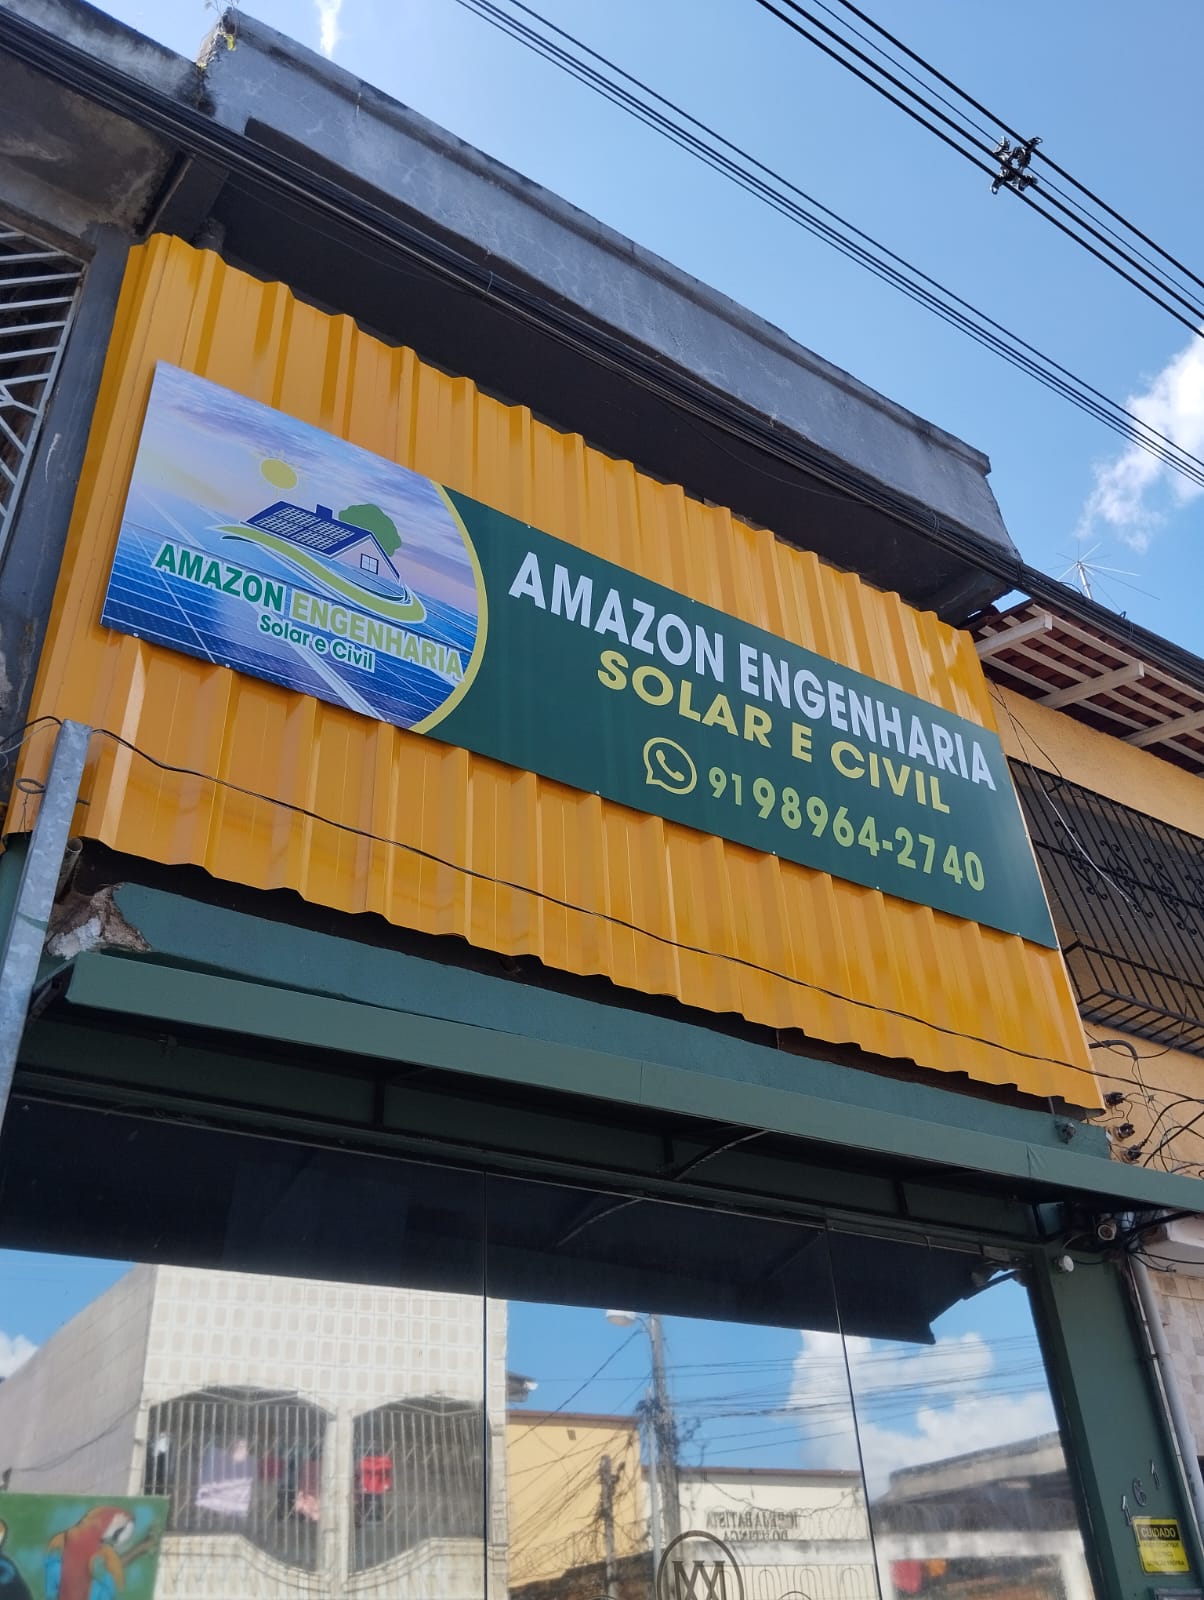 AMAZON ENGENHARIA
Solar e Civil
AMAZON ENGENHARIA
SOLAR E CIVIL
91 98964-2740
CUIDADO